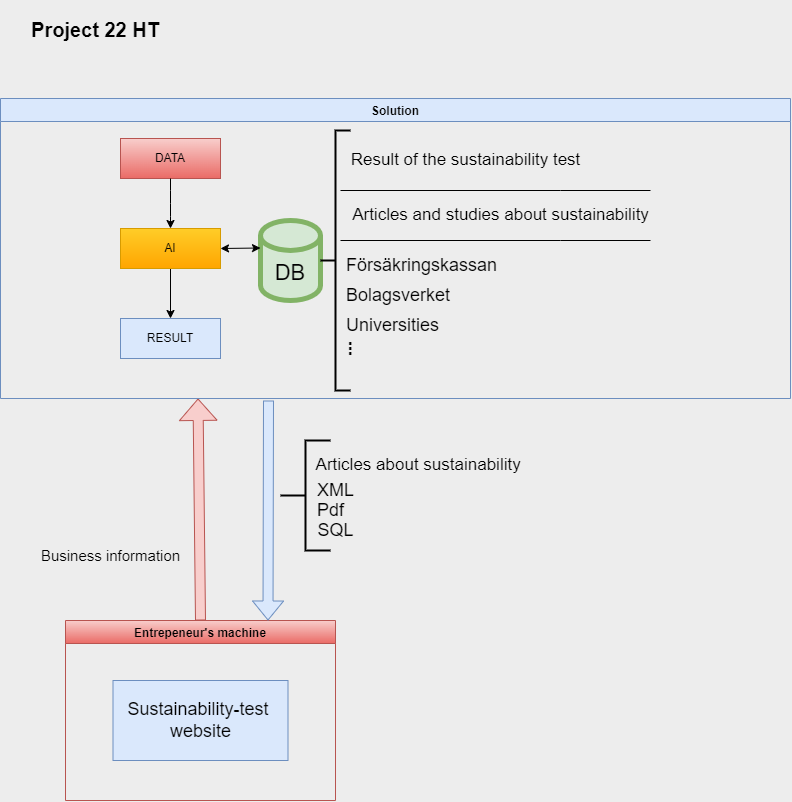 Project 22 HT
Solution
DATA
AI
RESULT
DB
Result of the sustainability test
Articles and studies about sustainability
Försäkringskassan
Bolagsverket
Universities
Articles about sustainability
XML
Pdf
SQL
Business information
Entrepeneur's machine
Sustainability-test
website